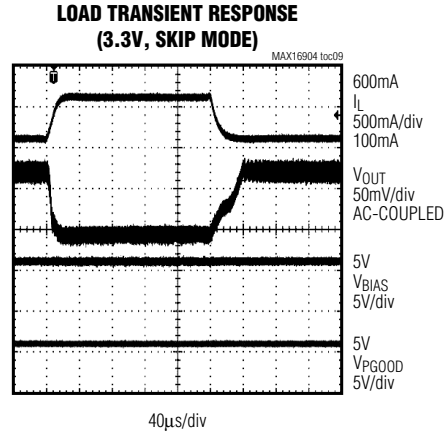 LOAD TRANSIENT RESPONSE
(3.3V, SKIP MODE)
MAX16904 toc09
T
600mA
IL
500mA/div
100mA
VOUT
50mV/div
AC-COUPLED
5V
VBIAS
5V/div
5V
VPGOOD
5V/div
40µs/div